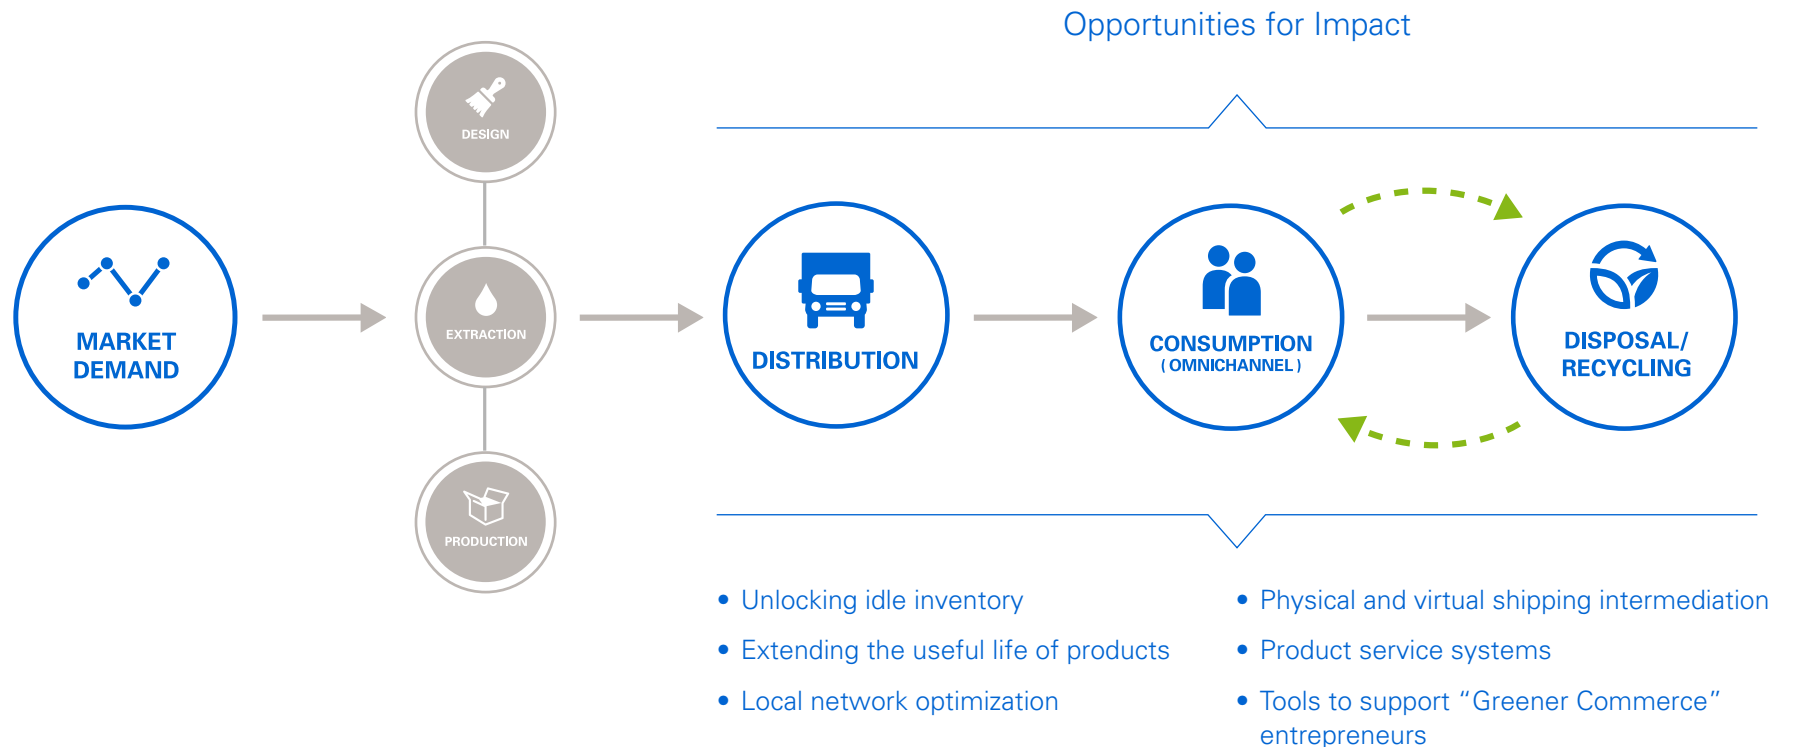 Opportunities for Impact
DESIGN
EXTRACTION
PRODUCTION
MARKET
DEMAND
DISTRIBUTION
CONSUMPTION
( OMNICHANNEL )
DISPOSAL/
RECYCLING
• Unlocking idle inventory
• Extending the useful life of products
• Local network optimization
• Physical and virtual shipping intermediation
• Product service systems
• Tools to support “Greener Commerce”
entrepreneurs